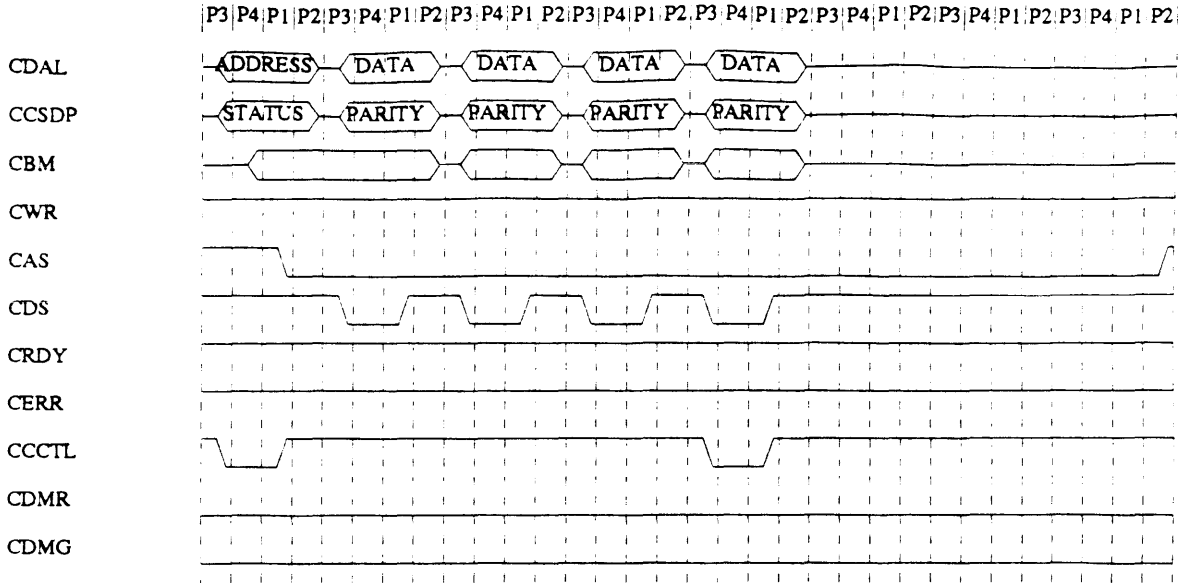 P3 P4 P1 P2 P3 P4 P1 P2 P3 P4 P1 P2 P3 P4 P1 P2 P3 P4 P1 P2 P3 P4 P1 P2 P3 P4 P1 P2 P3 P4 P1 P2
CDAL ADDRESS DATA DATA DATA DATA
CCSDP STATUS PARITY PARITY PARITY PARITY
CBM
CWR
CAS
CDS
CRDY
CERR
CCCTL
CDMR
CDMG